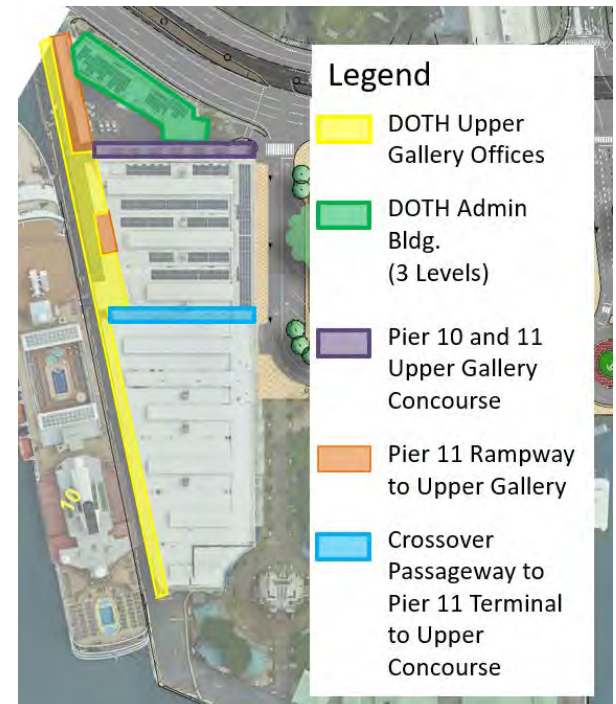 Legend
DOTH Upper
Gallery Offices
DOTH Admin
Bldg.
(3 Levels)
Pier 10 and 11
Upper Gallery
Concourse
Pier 11 Rampway
to Upper Gallery
Crossover
Passageway to
Pier 11 Terminal
to Upper
Concourse
10